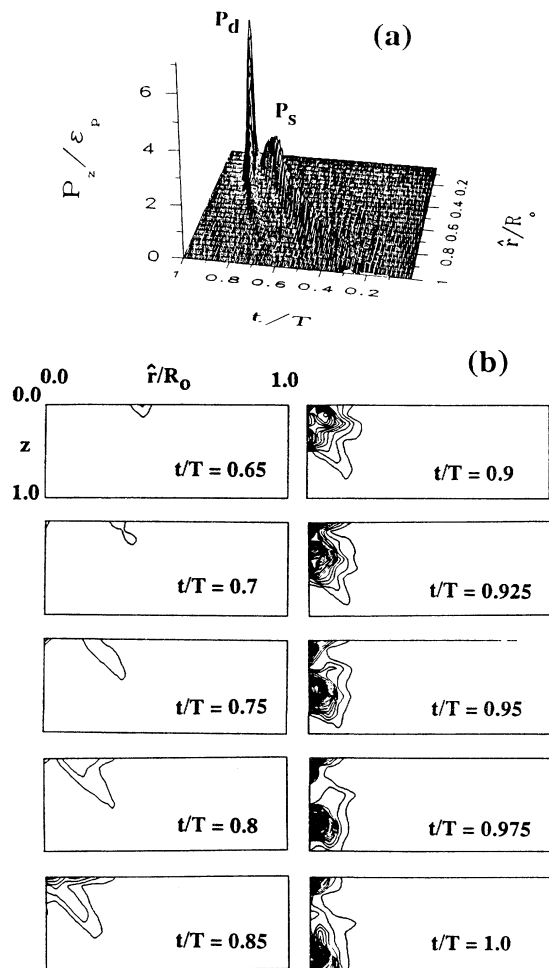 (a)
P_d
P_s
6
4
2
0
P_z/ε_p
1 0.8 0.6 0.4 0.2
t/T
1 0.8 0.6 0.4 0.2
r̂/R_o
(b)
0.0 r̂/R_o 1.0
0.0
z
1.0
t/T = 0.65
t/T = 0.9
t/T = 0.7
t/T = 0.925
t/T = 0.75
t/T = 0.95
t/T = 0.8
t/T = 0.975
t/T = 0.85
t/T = 1.0